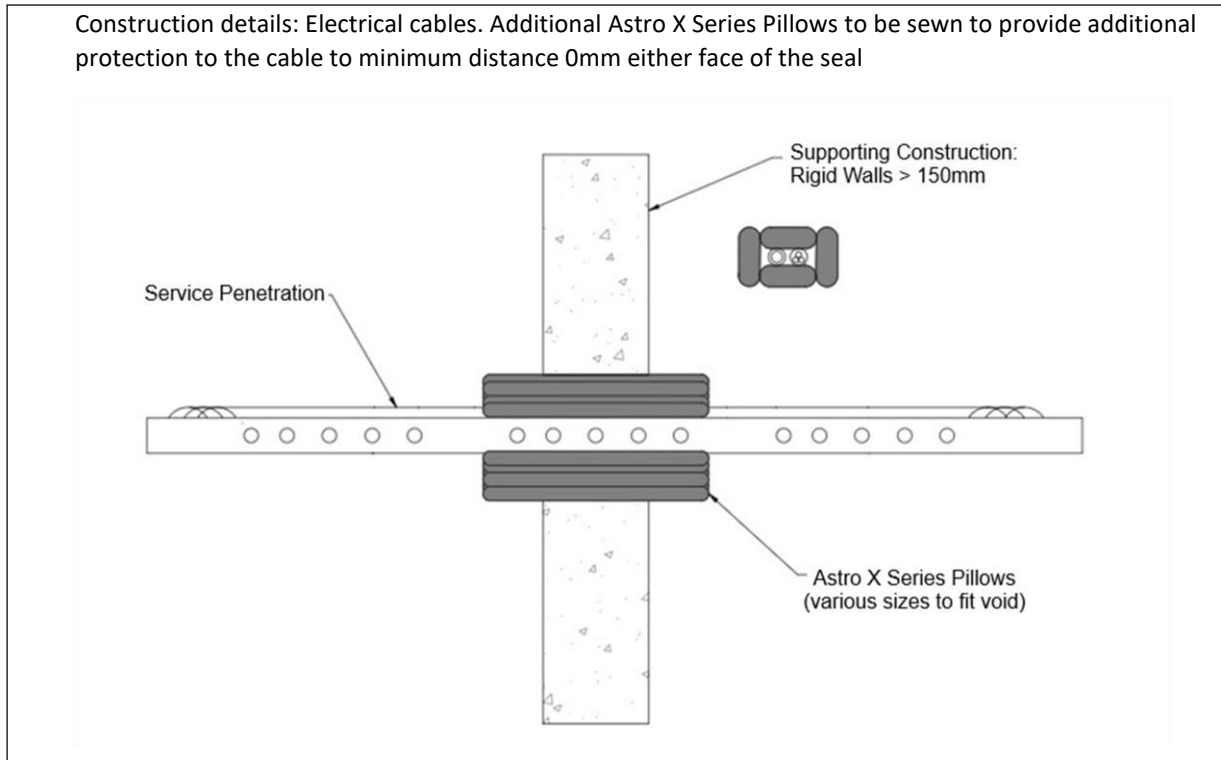 Construction details: Electrical cables. Additional Astro X Series Pillows to be sewn to provide additional
protection to the cable to minimum distance 0mm either face of the seal
Supporting Construction:
Rigid Walls > 150mm
Service Penetration
Astro X Series Pillows
(various sizes to fit void)